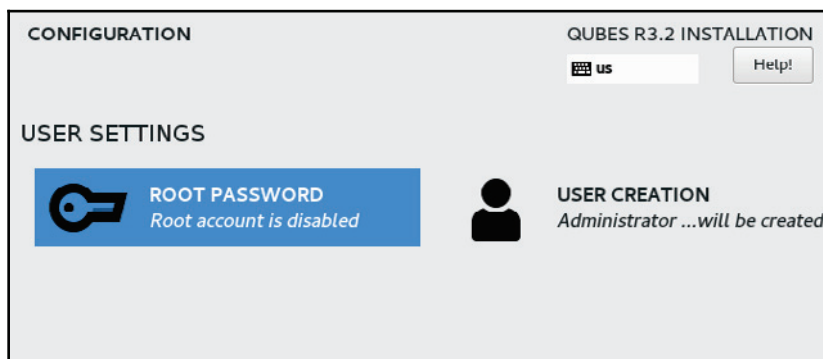 CONFIGURATION
QUBES R3.2 INSTALLATION
us
Help!
USER SETTINGS
ROOT PASSWORD
Root account is disabled
USER CREATION
Administrator ...will be created